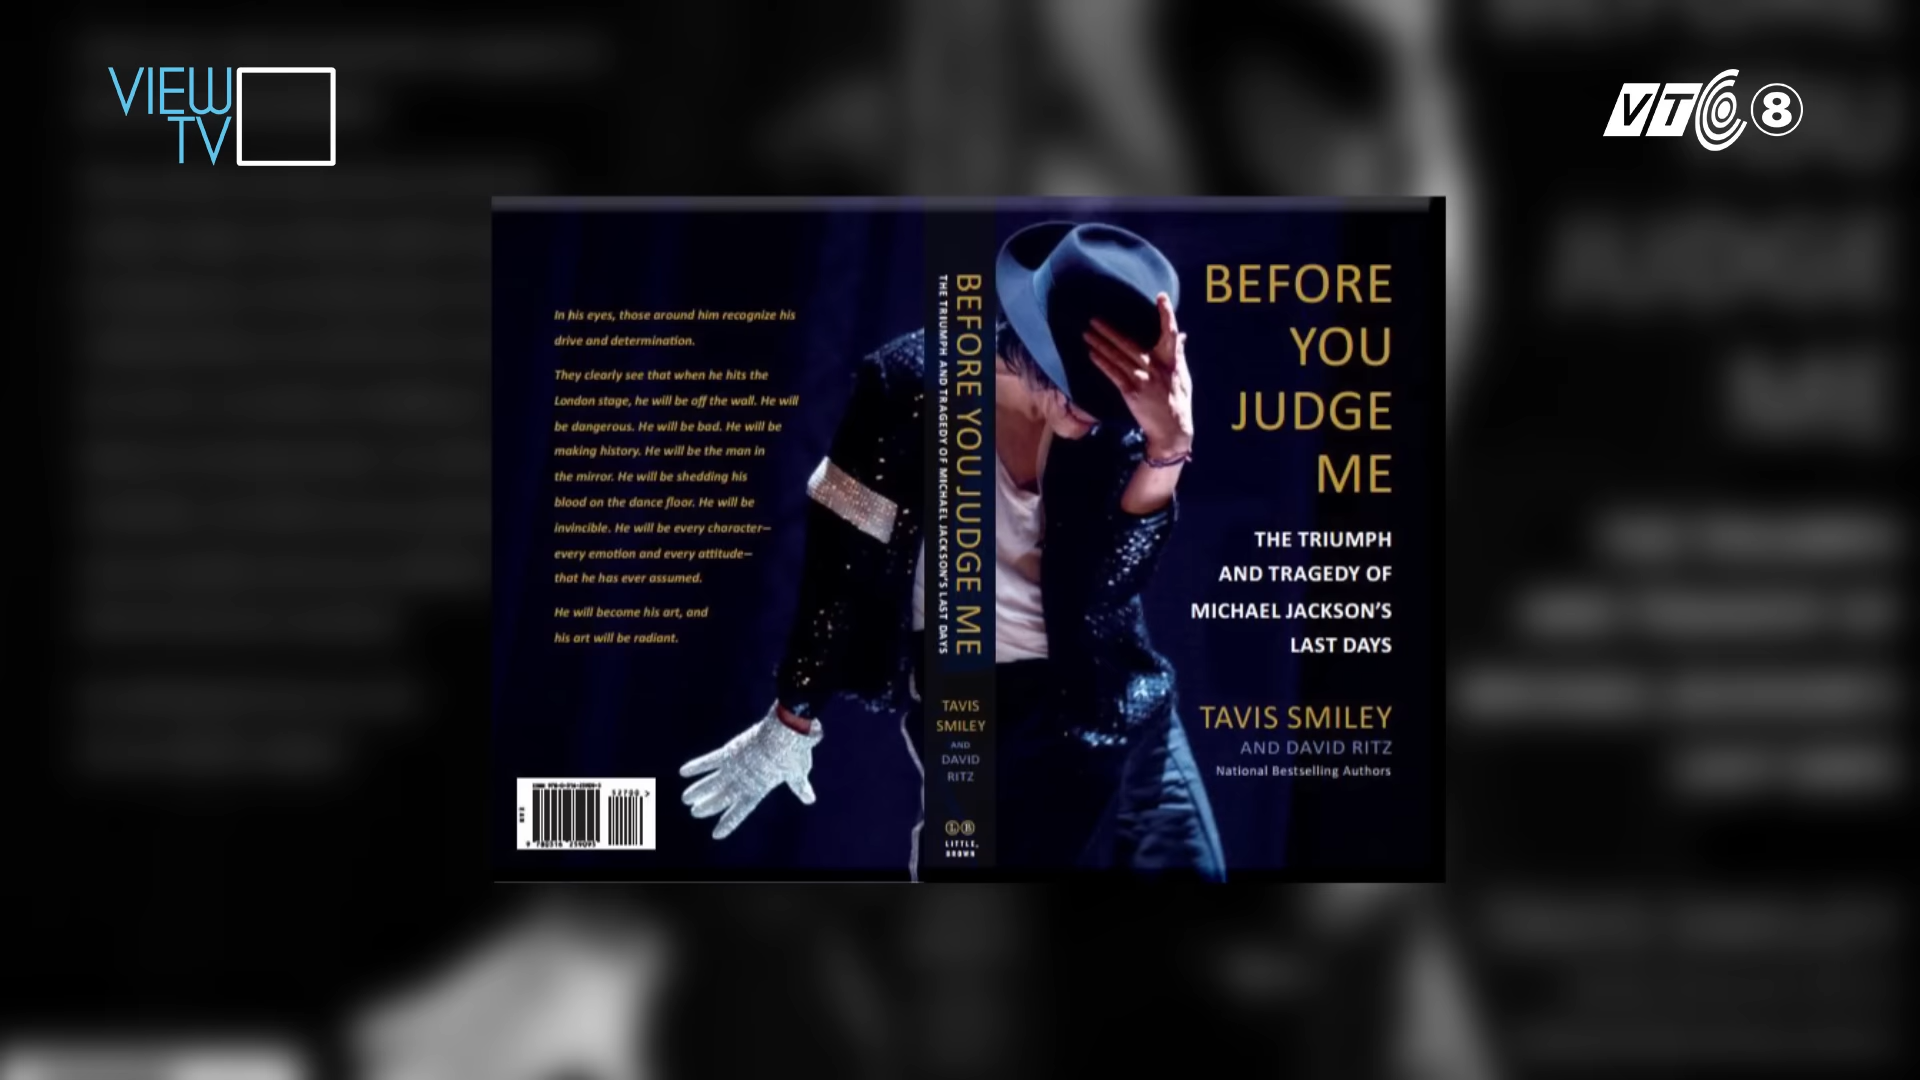 VIEW
TV
VTC 8
In his eyes, those around him recognize his
drive and determination.
They clearly see that when he hits the
London stage, he will be off the wall. He will
be dangerous. He will be bad. He will be
making history. He will be the man in
the mirror. He will be shedding his
blood on the dance floor. He will be
invincible. He will be every character—
every emotion and every attitude—
that he has ever assumed.
He will become his art, and
his art will be radiant.
BEFORE YOU JUDGE ME
THE TRIUMPH AND TRAGEDY OF MICHAEL JACKSON'S LAST DAYS
TAVIS
SMILEY
AND
DAVID
RITZ
LB
LITTLE,
BROWN
BEFORE
YOU
JUDGE
ME
THE TRIUMPH
AND TRAGEDY OF
MICHAEL JACKSON'S
LAST DAYS
TAVIS SMILEY
AND DAVID RITZ
National Bestselling Authors
52700 >